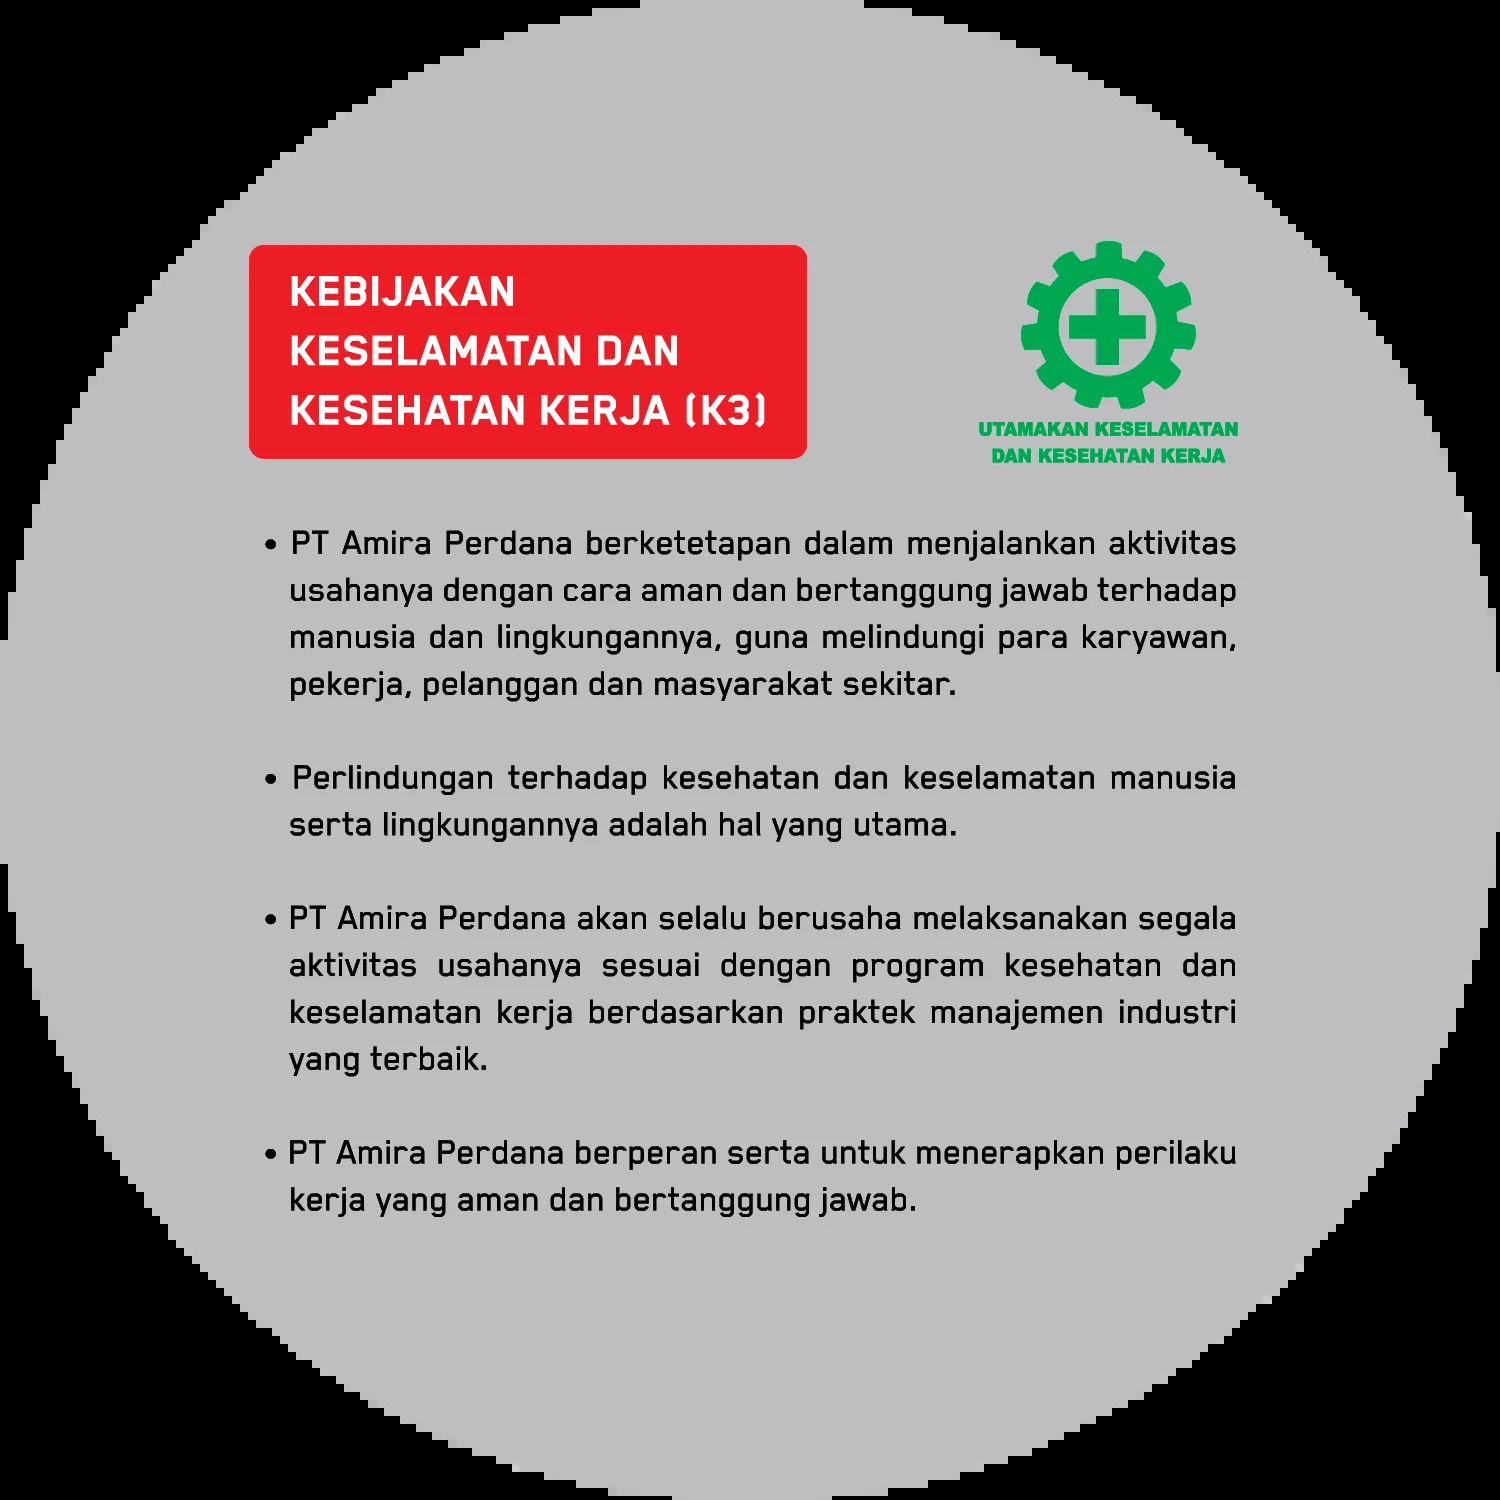 KEBIJAKAN
KESELAMATAN DAN
KESEHATAN KERJA (K3)
UTAMAKAN KESELAMATAN
DAN KESEHATAN KERJA
• PT Amira Perdana berketetapan dalam menjalankan aktivitas
usahanya dengan cara aman dan bertanggung jawab terhadap
manusia dan lingkungannya, guna melindungi para karyawan,
pekerja, pelanggan dan masyarakat sekitar.
• Perlindungan terhadap kesehatan dan keselamatan manusia
serta lingkungannya adalah hal yang utama.
• PT Amira Perdana akan selalu berusaha melaksanakan segala
aktivitas usahanya sesuai dengan program kesehatan dan
keselamatan kerja berdasarkan praktek manajemen industri
yang terbaik.
• PT Amira Perdana berperan serta untuk menerapkan perilaku
kerja yang aman dan bertanggung jawab.